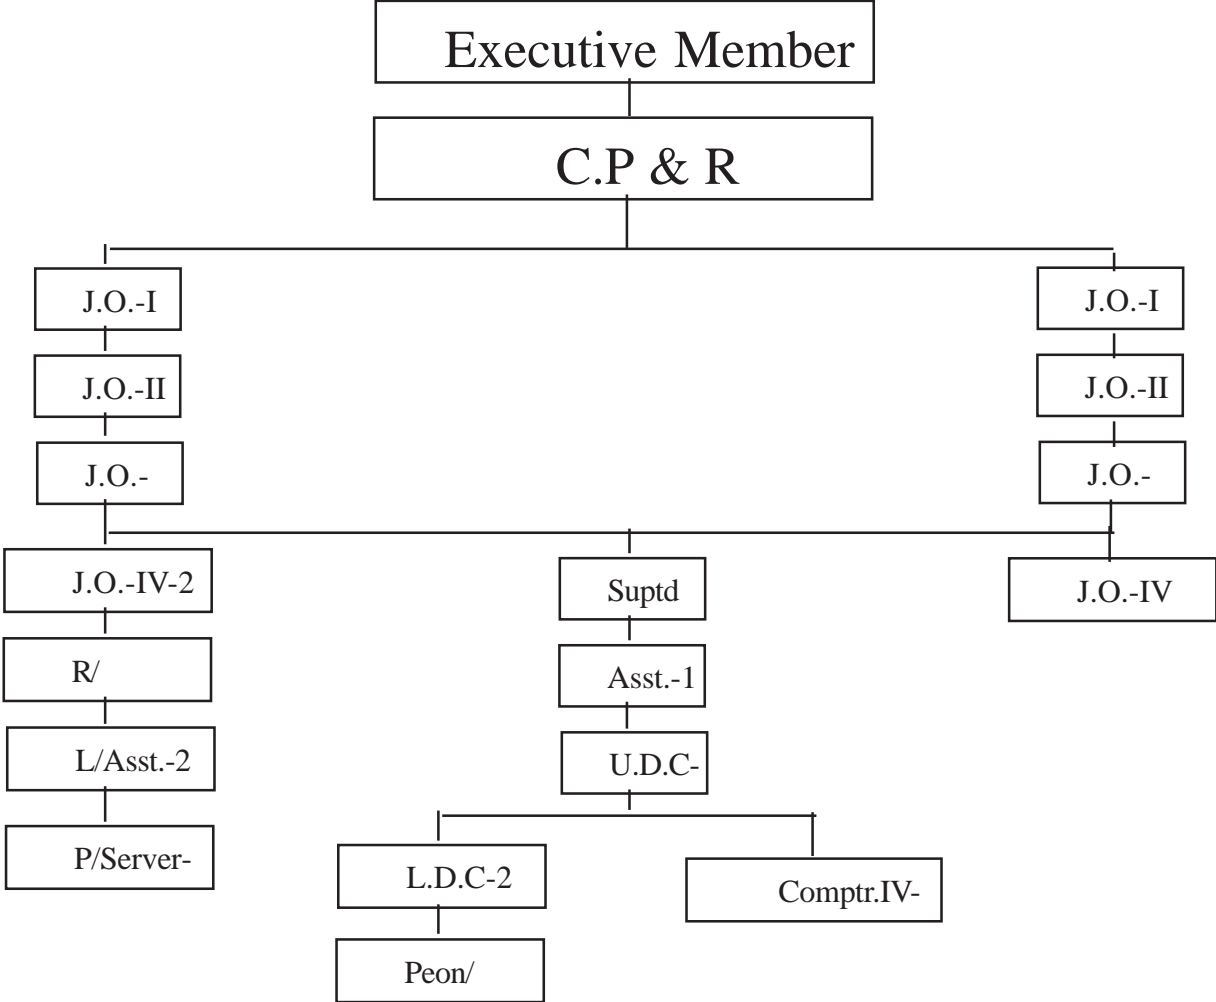 Executive Member
C.P & R
J.O.-I
J.O.-I
J.O.-II
J.O.-II
J.O.-
J.O.-
J.O.-IV-2
Suptd
J.O.-IV
R/
Asst.-1
L/Asst.-2
U.D.C-
P/Server-
L.D.C-2
Comptr.IV-
Peon/